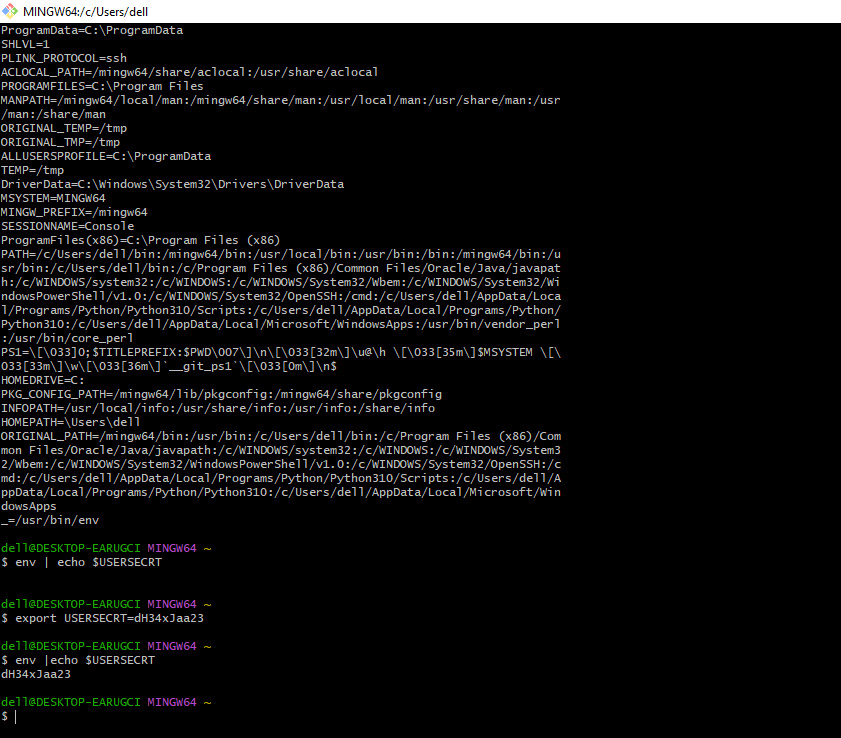 MINGW64:/c/Users/dell
ProgramData=C:\ProgramData
SHLVL=1
PLINK_PROTOCOL=ssh
ACLOCAL_PATH=/mingw64/share/aclocal:/usr/share/aclocal
PROGRAMFILES=C:\Program Files
MANPATH=/mingw64/local/man:/mingw64/share/man:/usr/local/man:/usr/share/man:/usr
/man:/share/man
ORIGINAL_TEMP=/tmp
ORIGINAL_TMP=/tmp
ALLUSERSPROFILE=C:\ProgramData
TEMP=/tmp
DriverData=C:\Windows\System32\Drivers\DriverData
MSYSTEM=MINGW64
MINGW_PREFIX=/mingw64
SESSIONNAME=Console
ProgramFiles(x86)=C:\Program Files (x86)
PATH=/c/Users/dell/bin:/mingw64/bin:/usr/local/bin:/usr/bin:/bin:/mingw64/bin:/u
sr/bin:/c/Users/dell/bin:/c/Program Files (x86)/Common Files/Oracle/Java/javapat
h:/c/WINDOWS/system32:/c/WINDOWS:/c/WINDOWS/System32/Wbem:/c/WINDOWS/System32/Wi
ndowsPowerShell/v1.0:/c/WINDOWS/System32/OpenSSH:/cmd:/c/Users/dell/AppData/Loca
l/Programs/Python/Python310/Scripts:/c/Users/dell/AppData/Local/Programs/Python/
Python310:/c/Users/dell/AppData/Local/Microsoft/WindowsApps:/usr/bin/vendor_perl
:/usr/bin/core_perl
PS1=\[\033]0;$TITLEPREFIX:$PWD\007\]\n\[\033[32m\]\u@\h \[\033[35m\]$MSYSTEM \[\
033[33m\]\w\[\033[36m\]`__git_ps1`\[\033[0m\]\n$
HOMEDRIVE=C:
PKG_CONFIG_PATH=/mingw64/lib/pkgconfig:/mingw64/share/pkgconfig
INFOPATH=/usr/local/info:/usr/share/info:/usr/info:/share/info
HOMEPATH=\Users\dell
ORIGINAL_PATH=/mingw64/bin:/usr/bin:/c/Users/dell/bin:/c/Program Files (x86)/Com
mon Files/Oracle/Java/javapath:/c/WINDOWS/system32:/c/WINDOWS:/c/WINDOWS/System3
2/Wbem:/c/WINDOWS/System32/WindowsPowerShell/v1.0:/c/WINDOWS/System32/OpenSSH:/c
md:/c/Users/dell/AppData/Local/Programs/Python/Python310/Scripts:/c/Users/dell/A
ppData/Local/Programs/Python/Python310:/c/Users/dell/AppData/Local/Microsoft/Win
dowsApps
_=/usr/bin/env
dell@DESKTOP-EARUGCI MINGW64 ~
$ env | echo $USERSECRT
dell@DESKTOP-EARUGCI MINGW64 ~
$ export USERSECRT=dH34xJaa23
dell@DESKTOP-EARUGCI MINGW64 ~
$ env |echo $USERSECRT
dH34xJaa23
dell@DESKTOP-EARUGCI MINGW64 ~
$